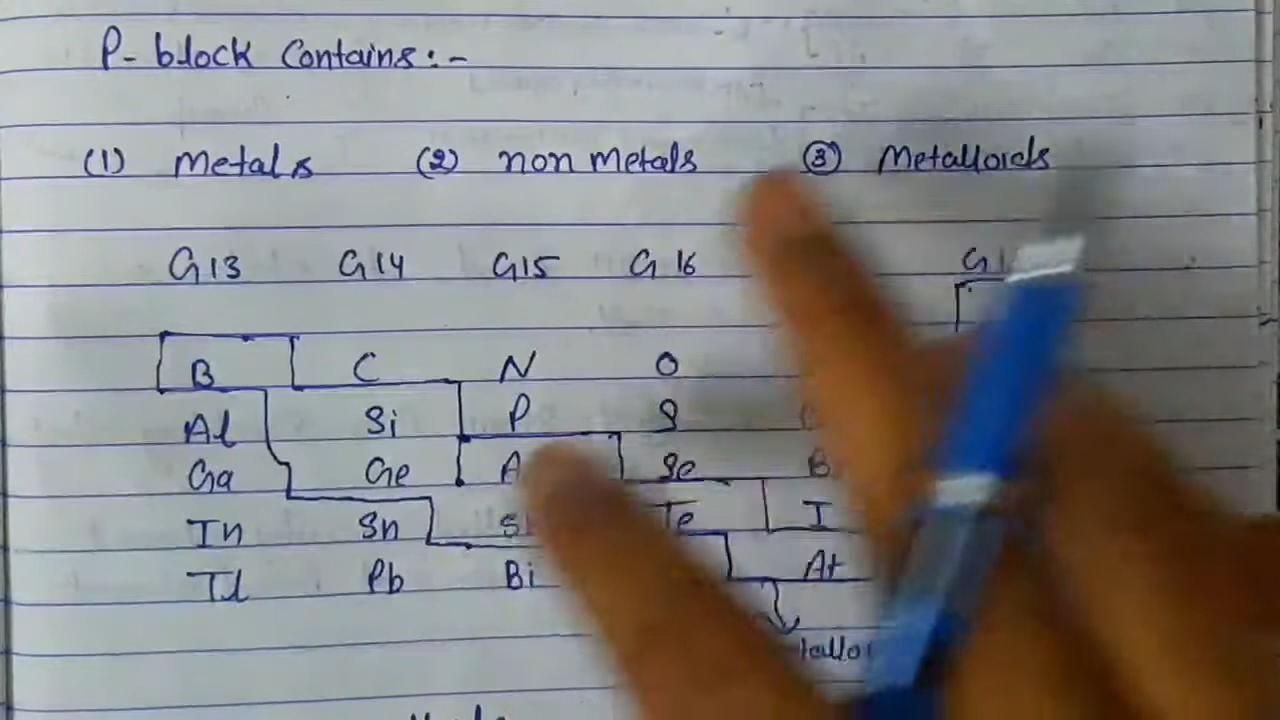 P-block Contains:-
(1) Metals (2) non Metals (3) Metalloids
G13 G14 G15 G16
B C N O
Al Si P S
Ga Ge Se
In Sn Te I
Tl Pb Bi At